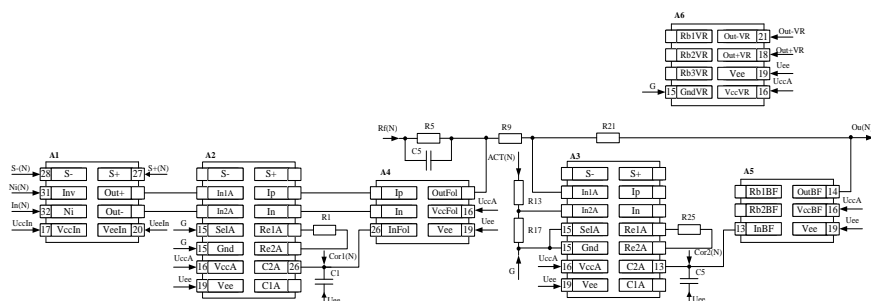 A6
Rb1VR Out-VR 21 Out-VR
Rb2VR Out+VR 18 Out+VR
Rb3VR Vee 19 Uee
G 15 GndVR VccVR 16 UccA
Rf(N) R5 R9 R21 Ou(N)
C5
A1 A2 A4 ACT(N) A3 A5
S-(N) 28 S- S+ 27 S+(N)
S- S+
S- S+
Ni(N) 31 Inv Out+
In1A Ip
Ip OutFol
R13
In1A Ip
Rb1BF OutBF 14
In(N) 32 Ni Out-
In2A In
In VccFol 16 UccA
In2A In
Rb2BF VccBF 16 UccA
UccIn 17 VccIn VeeIn 20 UeeIn
G 15 SelA Re1A R1
26 InFol Vee 19 Uee
R17
15 SelA Re1A R25
13 InBF Vee 19 Uee
G 15 Gnd Re2A
G 15 Gnd Re2A
UccA 16 VccA C2A 26 Cor1(N)
UccA 16 VccA C2A 13 Cor2(N)
Uee 19 Vee C1A C1
Uee
Uee 19 Vee C1A C5
Uee